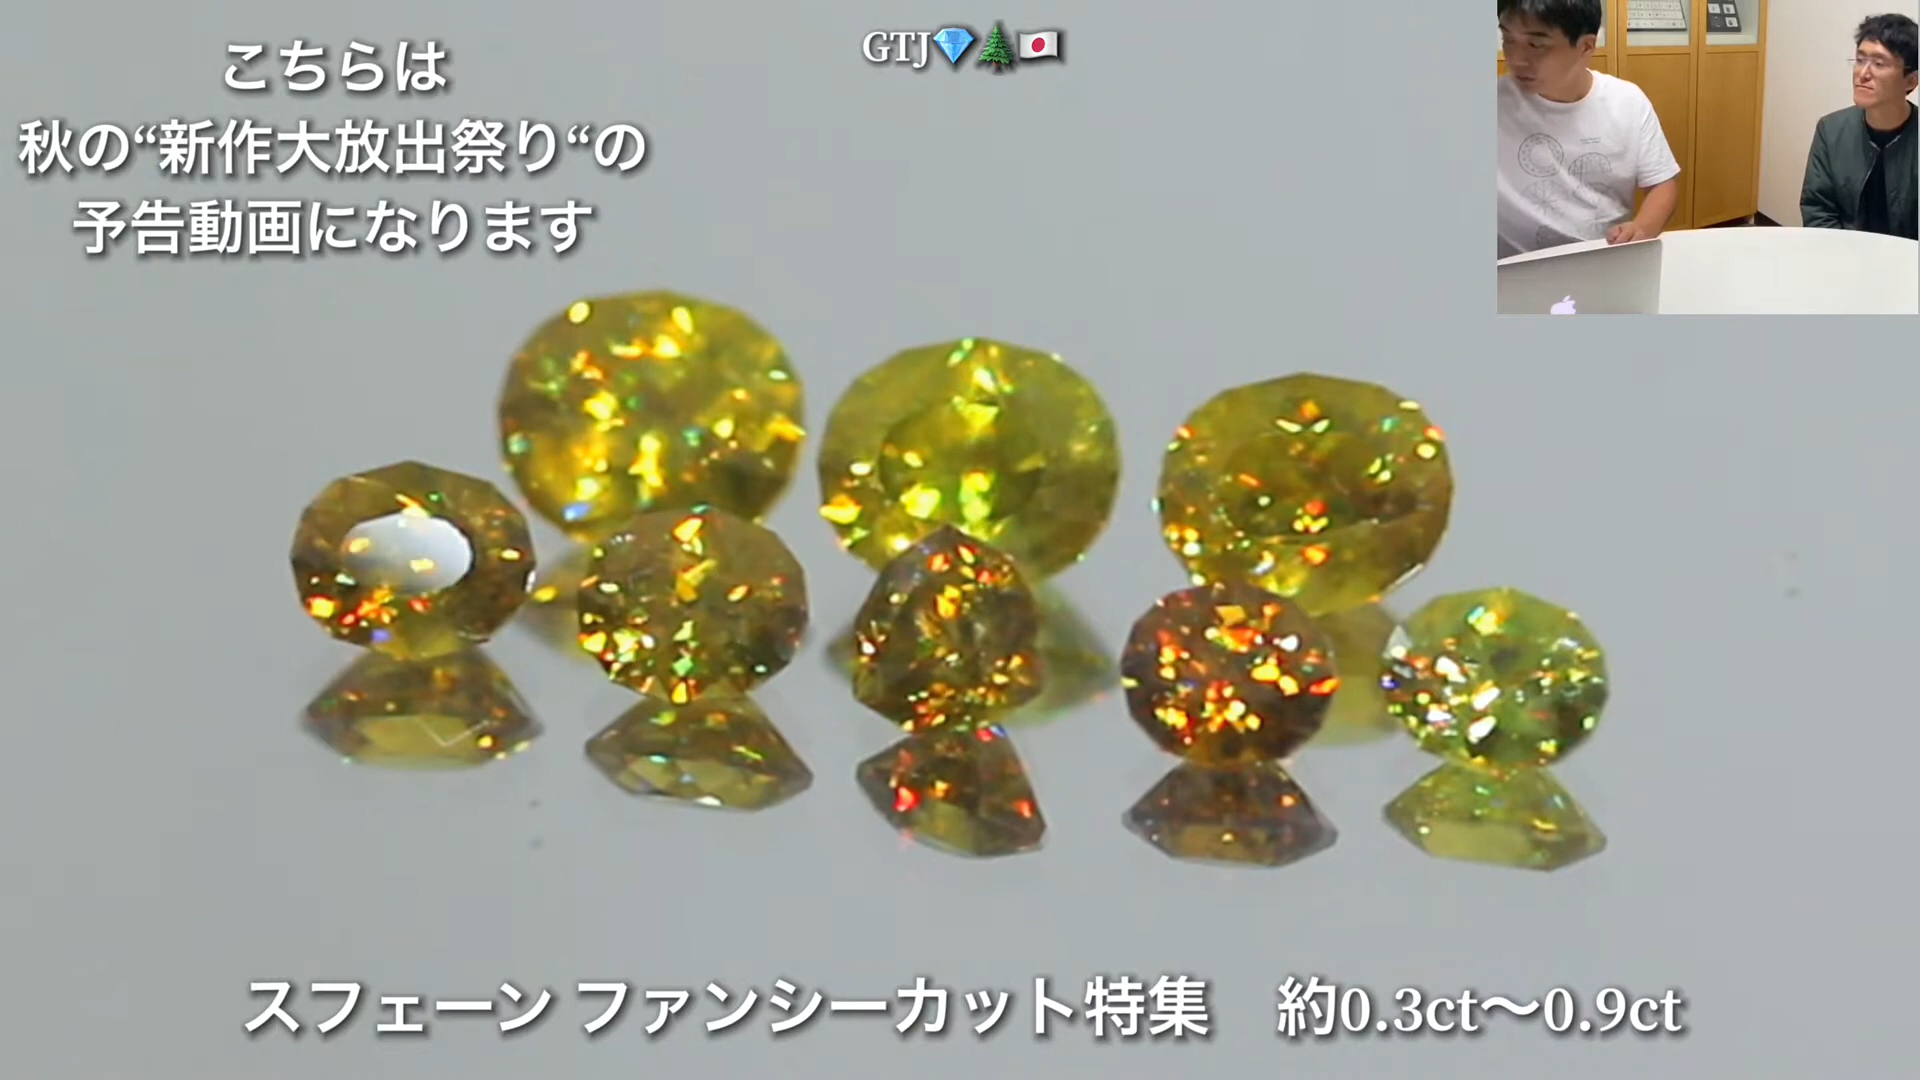 GTJ💎🌲🇯🇵
こちらは
秋の“新作大放出祭り“の
予告動画になります
スフェーン ファンシーカット特集　約0.3ct〜0.9ct